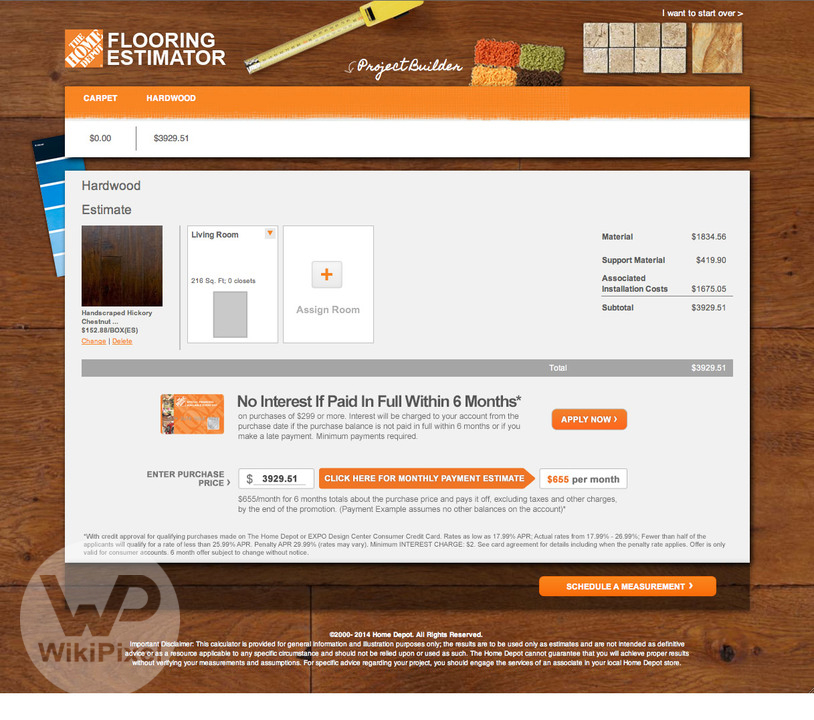 I want to start over >
THE HOME DEPOT
FLOORING
ESTIMATOR
ProjectBuilder
CARPET HARDWOOD
$0.00 $3929.51
Hardwood
Estimate
Living Room
216 Sq. Ft; 0 closets
+
Assign Room
Handscraped Hickory
Chestnut ...
$152.88/BOX(ES)
Change | Delete
Material $1834.56
Support Material $419.90
Associated
Installation Costs $1675.05
Subtotal $3929.51
Total $3929.51
No Interest If Paid In Full Within 6 Months*
on purchases of $299 or more. Interest will be charged to your account from the
purchase date if the purchase balance is not paid in full within 6 months or if you
make a late payment. Minimum payments required.
APPLY NOW ›
ENTER PURCHASE
PRICE ›
$ 3929.51
CLICK HERE FOR MONTHLY PAYMENT ESTIMATE
$655 per month
$655/month for 6 months totals about the purchase price and pays it off, excluding taxes and other charges,
by the end of the promotion. (Payment Example assumes no other balances on the account)*
*With credit approval for qualifying purchases made on The Home Depot or EXPO Design Center Consumer Credit Card. Rates as low as 17.99% APR; Actual rates from 17.99% - 26.99%; Fewer than half of the
applicants will qualify for a rate of less than 25.99% APR. Penalty APR 29.99% (rates may vary). Minimum INTEREST CHARGE: $2. See card agreement for details including when the penalty rate applies. Offer is only
valid for consumer accounts. 6 month offer subject to change without notice.
SCHEDULE A MEASUREMENT ›
©2000- 2014 Home Depot. All Rights Reserved.
Important Disclaimer: This calculator is provided for general information and illustration purposes only; the results are to be used only as estimates and are not intended as definitive
advice or as a resource applicable to any specific circumstance and should not be relied upon or used as such. The Home Depot cannot guarantee that you will achieve proper results
without verifying your measurements and assumptions. For specific advice regarding your project, you should engage the services of an associate in your local Home Depot store.
WP